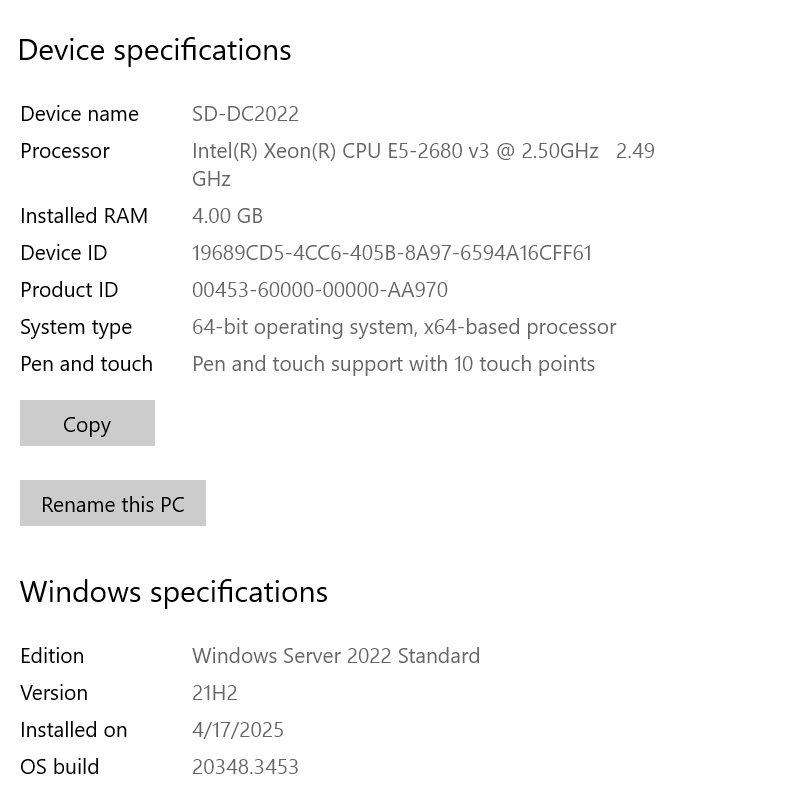 Device specifications
Device name SD-DC2022
Processor Intel(R) Xeon(R) CPU E5-2680 v3 @ 2.50GHz 2.49
GHz
Installed RAM 4.00 GB
Device ID 19689CD5-4CC6-405B-8A97-6594A16CFF61
Product ID 00453-60000-00000-AA970
System type 64-bit operating system, x64-based processor
Pen and touch Pen and touch support with 10 touch points
Copy
Rename this PC
Windows specifications
Edition Windows Server 2022 Standard
Version 21H2
Installed on 4/17/2025
OS build 20348.3453